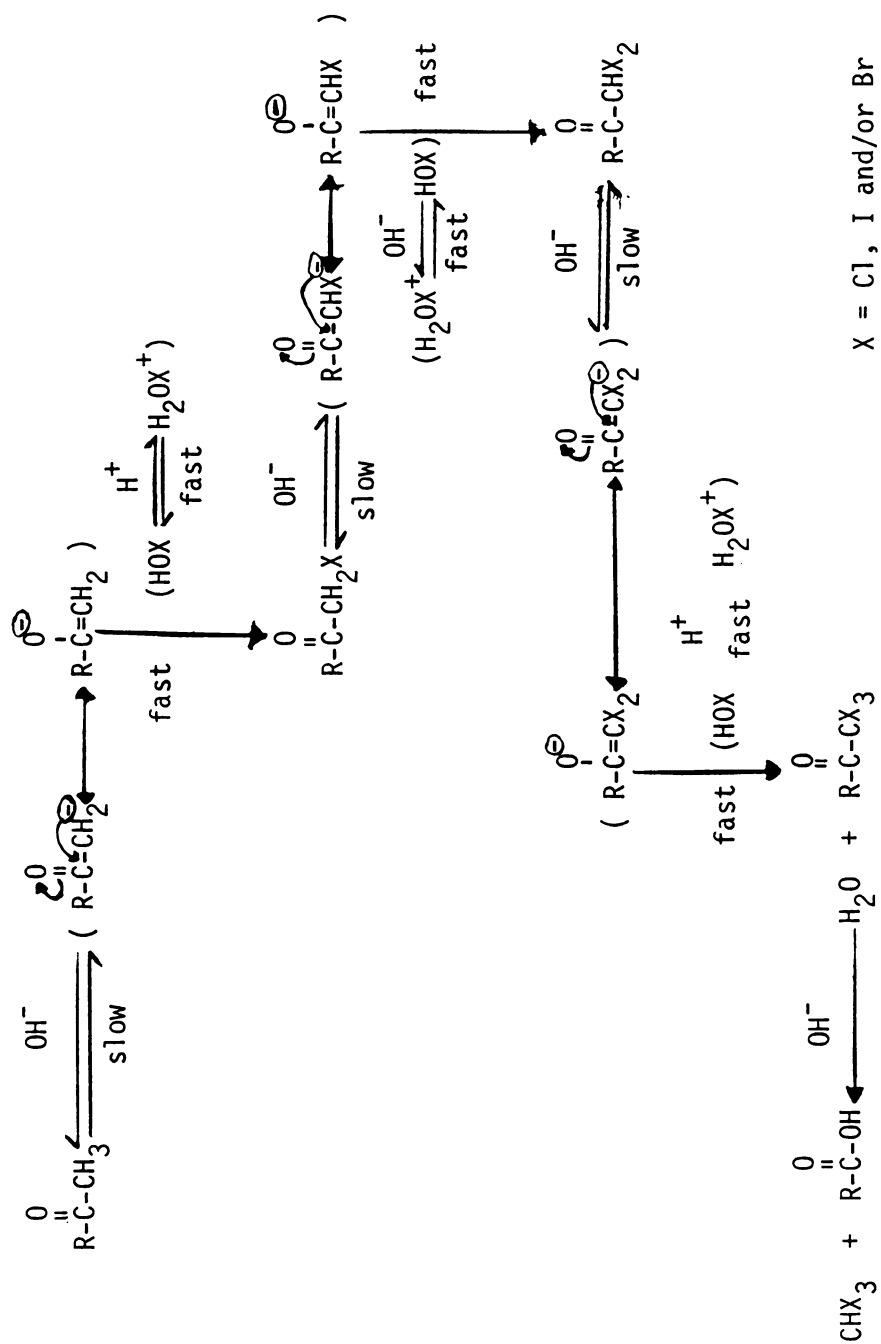 O O O⊖
R-C-CH3 OH⁻ slow ( R-C=CH2 ⊖ R-C=CH2 )
fast (HOX H⁺ fast H2OX⁺)
O O O⊖
R-C-CH2X OH⁻ slow ( R-C=CHX ⊖ R-C=CHX )
(H2OX⁺ OH⁻ fast HOX) fast
O⊖ O O
( R-C=CX2 R-C=CX2 ⊖ ) OH⁻ slow R-C-CHX2
fast (HOX H⁺ fast H2OX⁺)
O O
CHX3 + R-C-OH OH⁻ H2O + R-C-CX3
X = Cl, I and/or Br